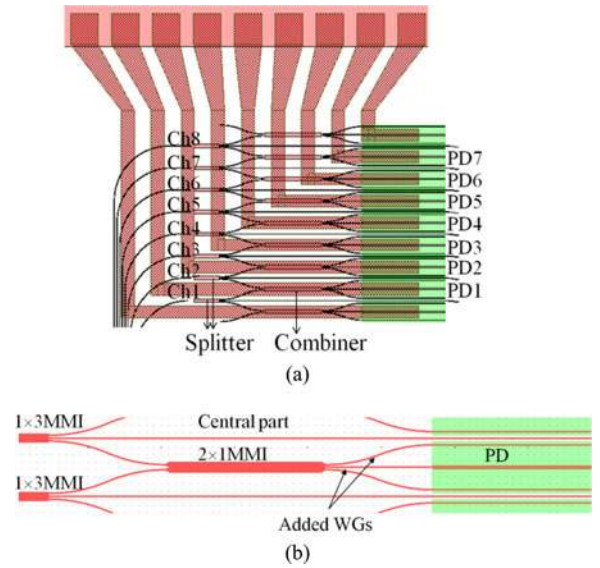 Ch8
Ch7
PD7
Ch6
PD6
Ch5
PD5
Ch4
PD4
Ch3
PD3
Ch2
PD2
Ch1
PD1
Splitter
Combiner
(a)
1×3MMI
Central part
2×1MMI
PD
1×3MMI
Added WGs
(b)